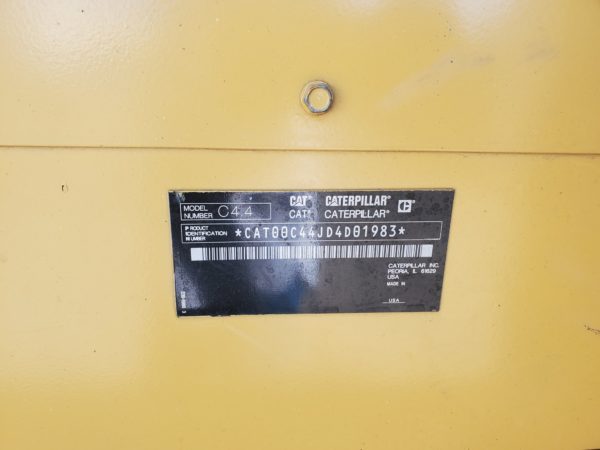 MODEL NUMBER C4.4
CAT CATERPILLAR
CAT CATERPILLAR
PRODUCT IDENTIFICATION NUMBER *CAT00C44JD4D01983*
CATERPILLAR INC.
PEORIA, IL 61629
USA
MADE IN
USA